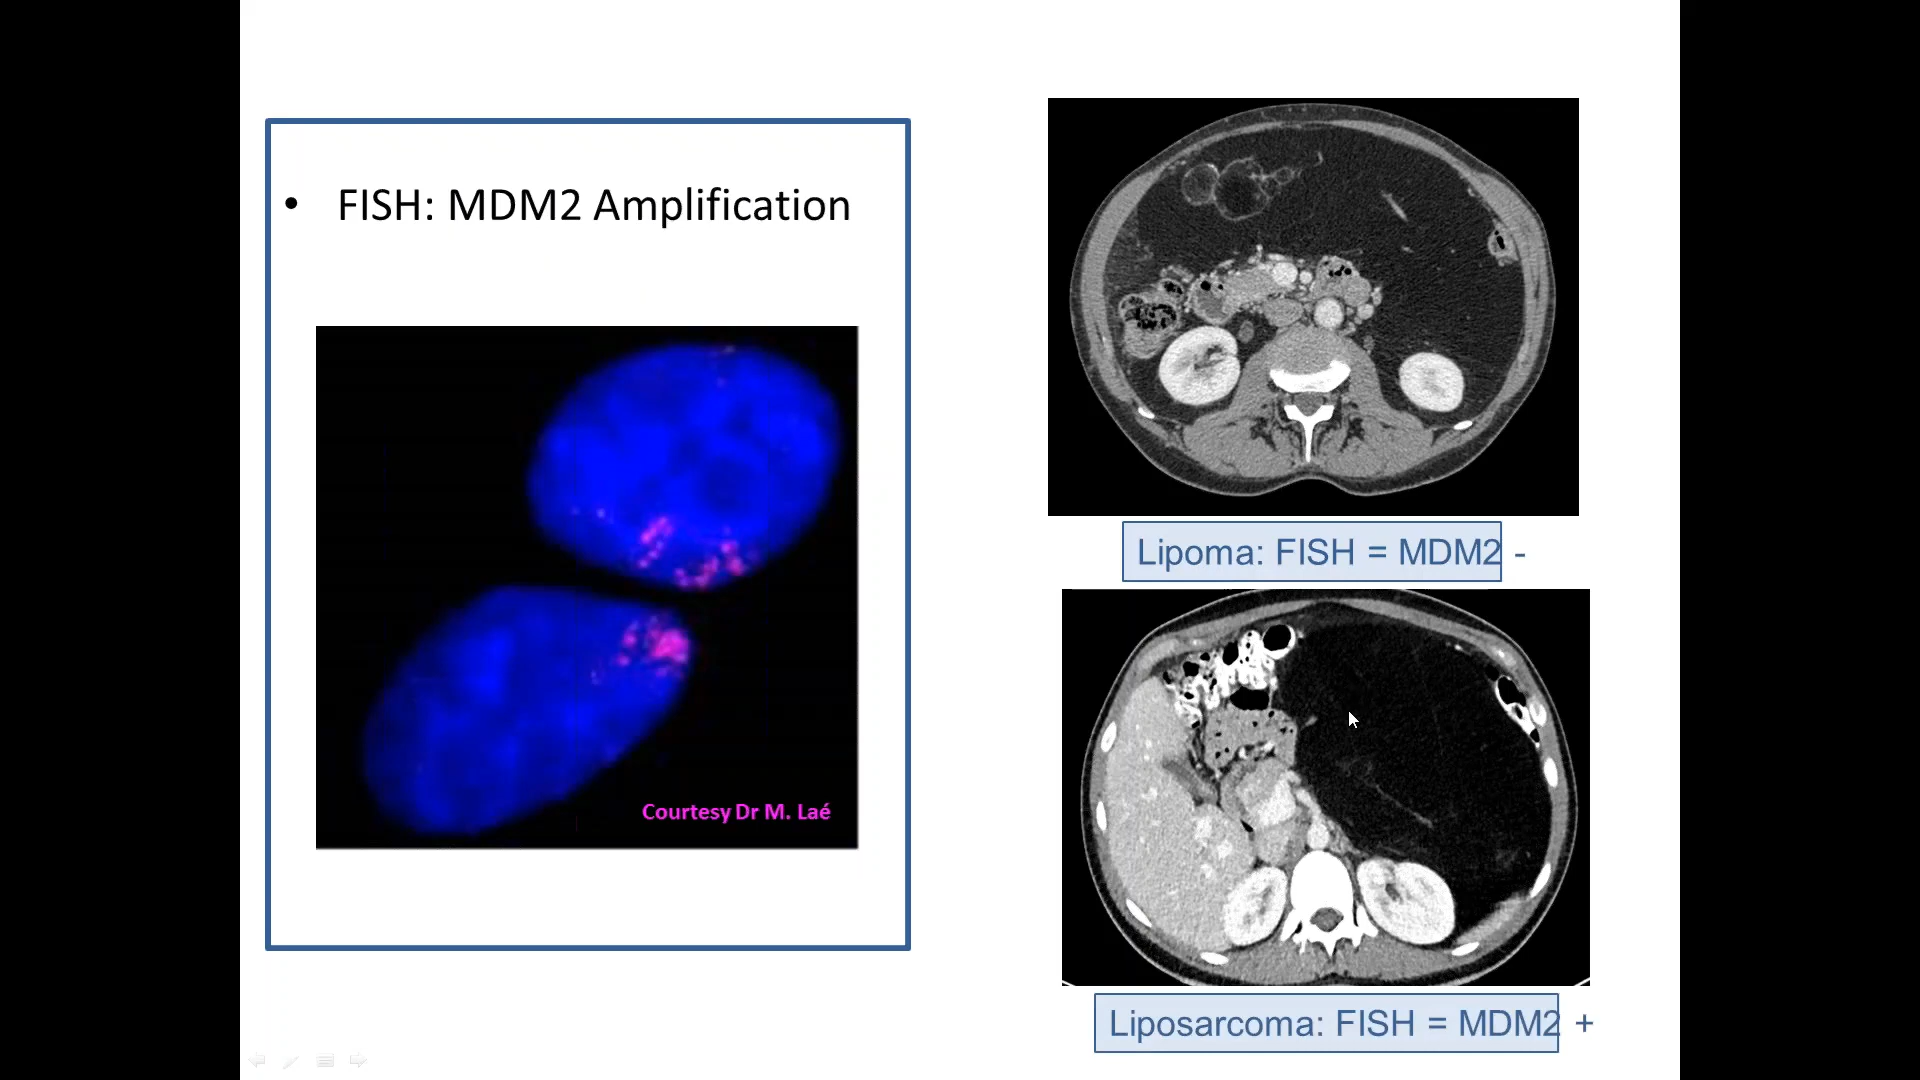 • FISH: MDM2 Amplification
Courtesy Dr M. Laé
Lipoma: FISH = MDM2 -
Liposarcoma: FISH = MDM2 +